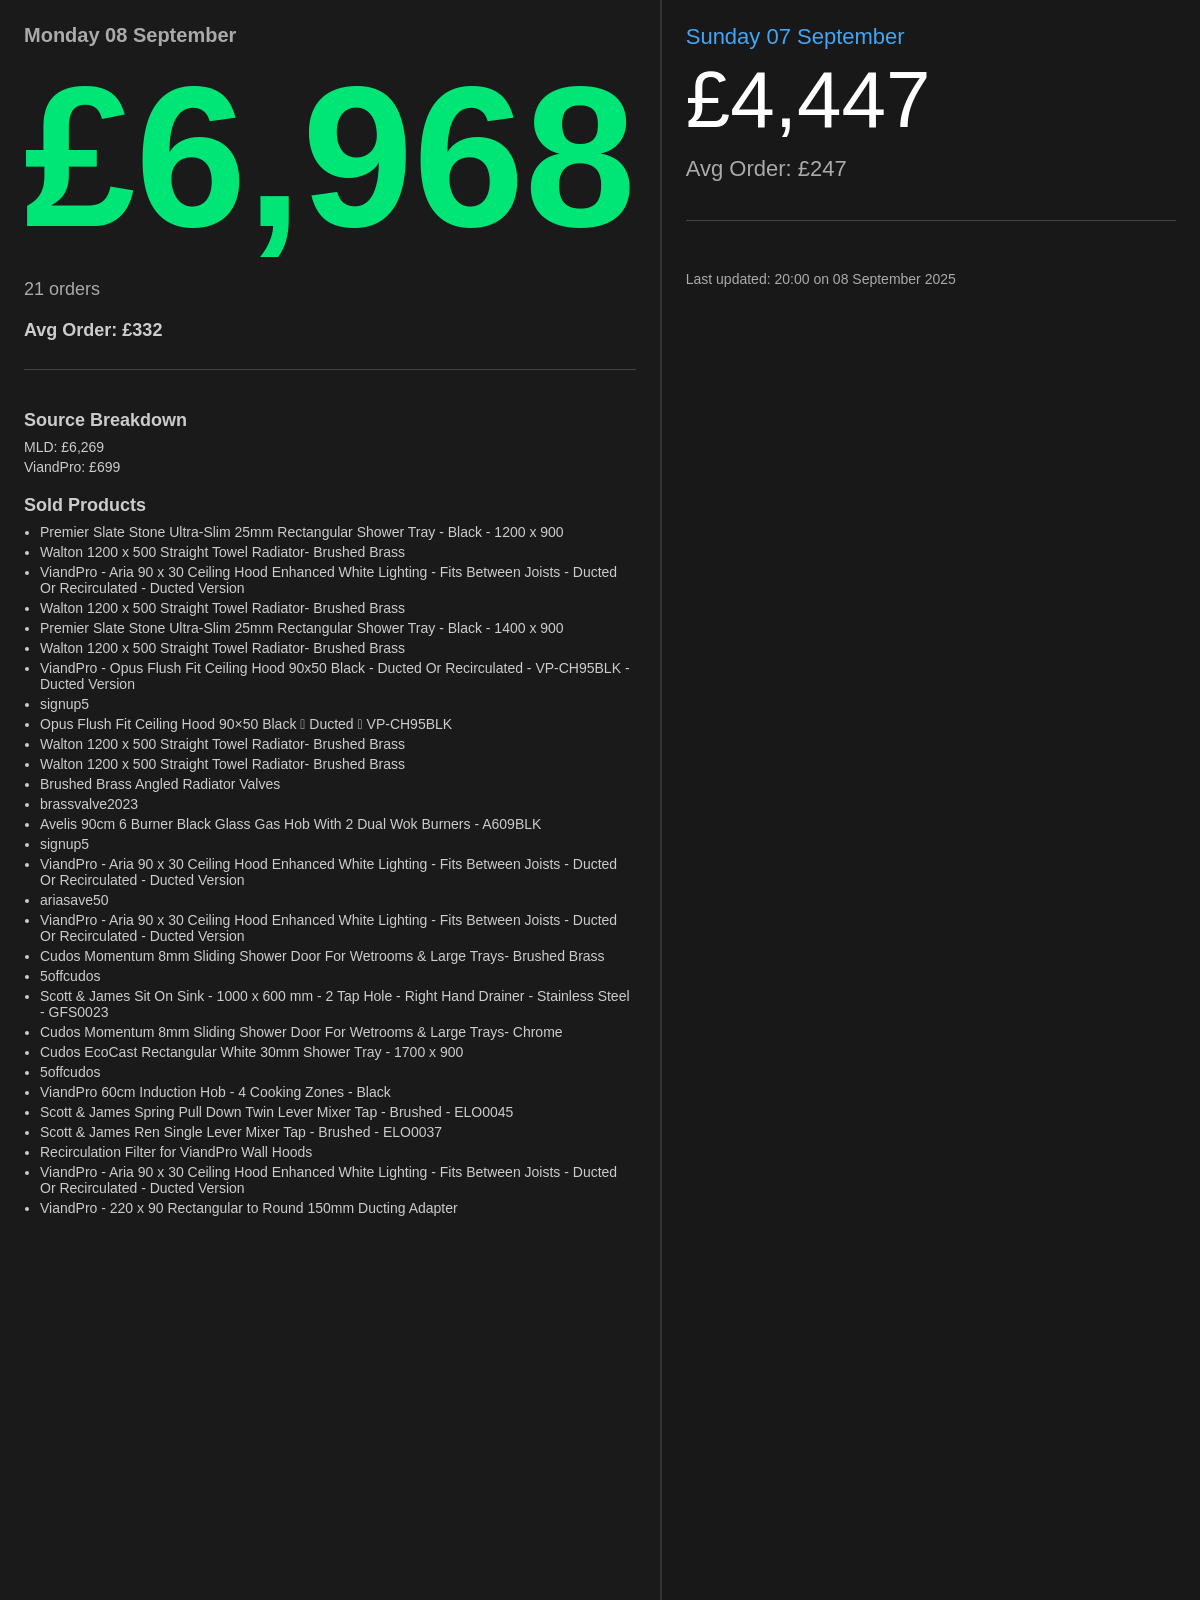 Monday 08 September
£6,968
21 orders
Avg Order: £332
Source Breakdown
MLD: £6,269
ViandPro: £699
Sold Products
• Premier Slate Stone Ultra-Slim 25mm Rectangular Shower Tray - Black - 1200 x 900
• Walton 1200 x 500 Straight Towel Radiator- Brushed Brass
• ViandPro - Aria 90 x 30 Ceiling Hood Enhanced White Lighting - Fits Between Joists - Ducted
Or Recirculated - Ducted Version
• Walton 1200 x 500 Straight Towel Radiator- Brushed Brass
• Premier Slate Stone Ultra-Slim 25mm Rectangular Shower Tray - Black - 1400 x 900
• Walton 1200 x 500 Straight Towel Radiator- Brushed Brass
• ViandPro - Opus Flush Fit Ceiling Hood 90x50 Black - Ducted Or Recirculated - VP-CH95BLK -
Ducted Version
• signup5
• Opus Flush Fit Ceiling Hood 90×50 Black ▯ Ducted ▯ VP-CH95BLK
• Walton 1200 x 500 Straight Towel Radiator- Brushed Brass
• Walton 1200 x 500 Straight Towel Radiator- Brushed Brass
• Brushed Brass Angled Radiator Valves
• brassvalve2023
• Avelis 90cm 6 Burner Black Glass Gas Hob With 2 Dual Wok Burners - A609BLK
• signup5
• ViandPro - Aria 90 x 30 Ceiling Hood Enhanced White Lighting - Fits Between Joists - Ducted
Or Recirculated - Ducted Version
• ariasave50
• ViandPro - Aria 90 x 30 Ceiling Hood Enhanced White Lighting - Fits Between Joists - Ducted
Or Recirculated - Ducted Version
• Cudos Momentum 8mm Sliding Shower Door For Wetrooms & Large Trays- Brushed Brass
• 5offcudos
• Scott & James Sit On Sink - 1000 x 600 mm - 2 Tap Hole - Right Hand Drainer - Stainless Steel
- GFS0023
• Cudos Momentum 8mm Sliding Shower Door For Wetrooms & Large Trays- Chrome
• Cudos EcoCast Rectangular White 30mm Shower Tray - 1700 x 900
• 5offcudos
• ViandPro 60cm Induction Hob - 4 Cooking Zones - Black
• Scott & James Spring Pull Down Twin Lever Mixer Tap - Brushed - ELO0045
• Scott & James Ren Single Lever Mixer Tap - Brushed - ELO0037
• Recirculation Filter for ViandPro Wall Hoods
• ViandPro - Aria 90 x 30 Ceiling Hood Enhanced White Lighting - Fits Between Joists - Ducted
Or Recirculated - Ducted Version
• ViandPro - 220 x 90 Rectangular to Round 150mm Ducting Adapter
Sunday 07 September
£4,447
Avg Order: £247
Last updated: 20:00 on 08 September 2025